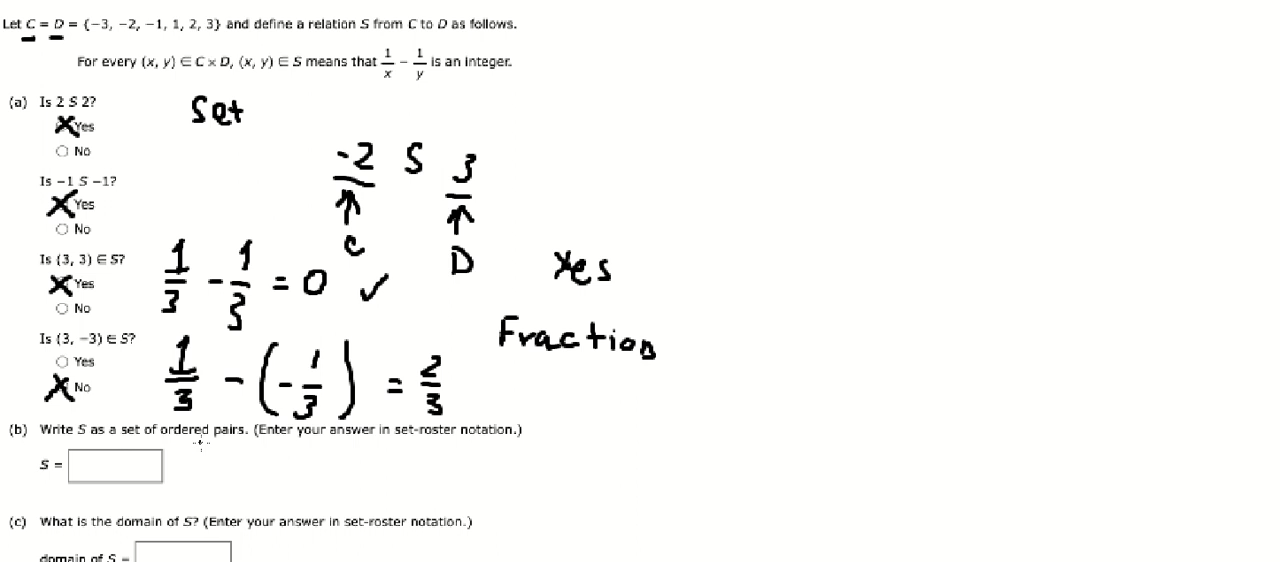 Let C = D = {−3, −2, −1, 1, 2, 3} and define a relation S from C to D as follows.
For every (x, y) ∈ C × D, (x, y) ∈ S means that 1/x − 1/y is an integer.
(a) Is 2 S 2?
Set
Yes
No
-2 S 3
Is −1 S −1?
Yes
No
C D
Is (3, 3) ∈ S?
1/3 - 1/3 = 0 ✓
Yes
Yes
No
Fraction
Is (3, −3) ∈ S?
Yes
1/3 - (-1/3) = 2/3
No
(b) Write S as a set of ordered pairs. (Enter your answer in set-roster notation.)
S =
(c) What is the domain of S? (Enter your answer in set-roster notation.)
domain of S =